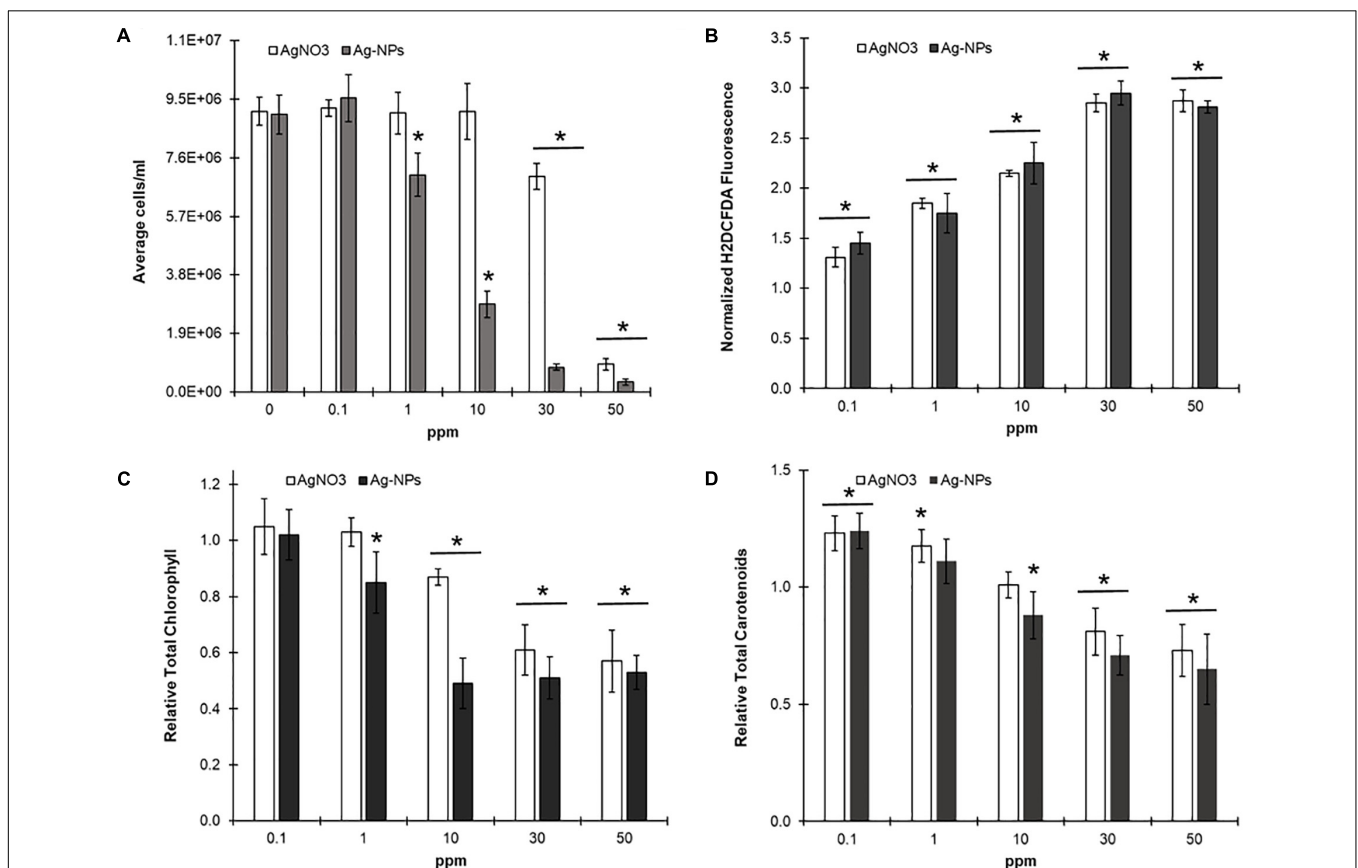 A
AgNO3 Ag-NPs
1.1E+07
9.5E+06
7.6E+06
5.7E+06
3.8E+06
1.9E+06
0.0E+00
Average cells/ml
* * * *
0 0.1 1 10 30 50
ppm
B
AgNO3 Ag-NPs
3.5
3.0
2.5
2.0
1.5
1.0
0.5
0.0
Normalized H2DCFDA Fluorescence
* * * * *
0.1 1 10 30 50
ppm
C
AgNO3 Ag-NPs
1.2
1.0
0.8
0.6
0.4
0.2
0.0
Relative Total Chlorophyll
* * * *
0.1 1 10 30 50
ppm
D
AgNO3 Ag-NPs
1.5
1.0
0.5
0.0
Relative Total Carotenoids
* * * * *
0.1 1 10 30 50
ppm